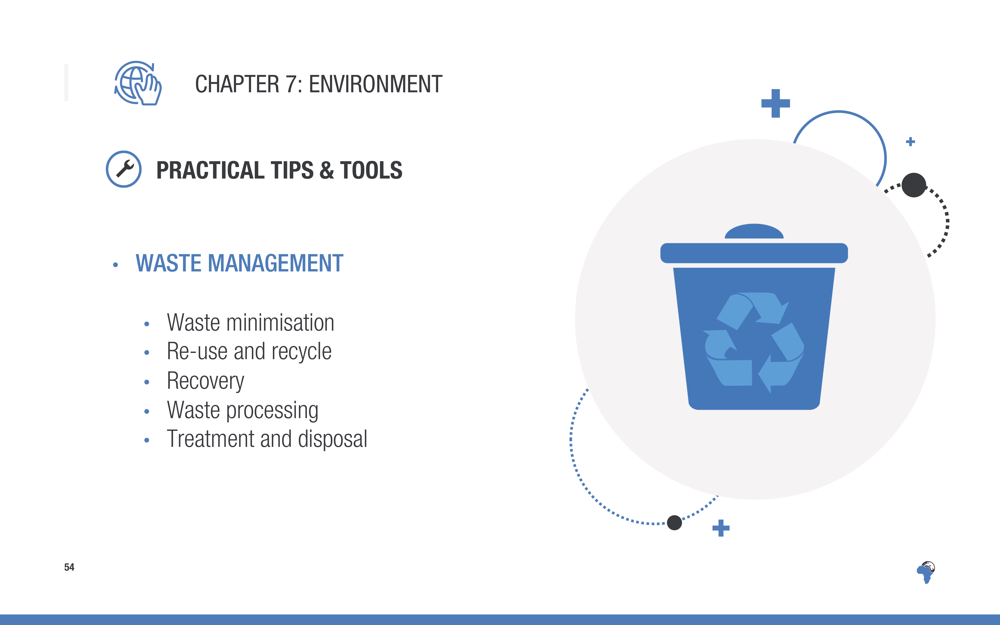 CHAPTER 7: ENVIRONMENT
PRACTICAL TIPS & TOOLS
• WASTE MANAGEMENT
• Waste minimisation
• Re-use and recycle
• Recovery
• Waste processing
• Treatment and disposal
54